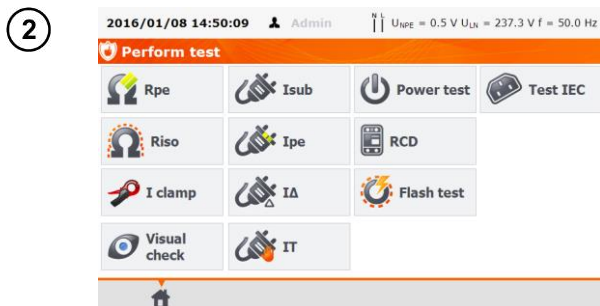 2
2016/01/08 14:50:09 Admin N L UNPE = 0.5 V ULN = 237.3 V f = 50.0 Hz
Perform test
Rpe Isub Power test Test IEC
Riso Ipe RCD
I clamp IΔ Flash test
Visual check IT